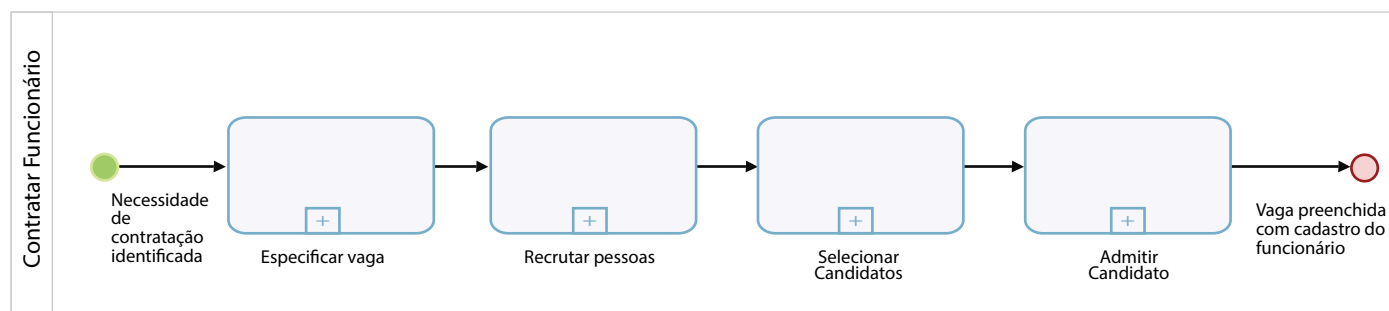 Contratar Funcionário
Necessidade
de
contratação
identificada
Especificar vaga
Recrutar pessoas
Selecionar
Candidatos
Admitir
Candidato
Vaga preenchida
com cadastro do
funcionário